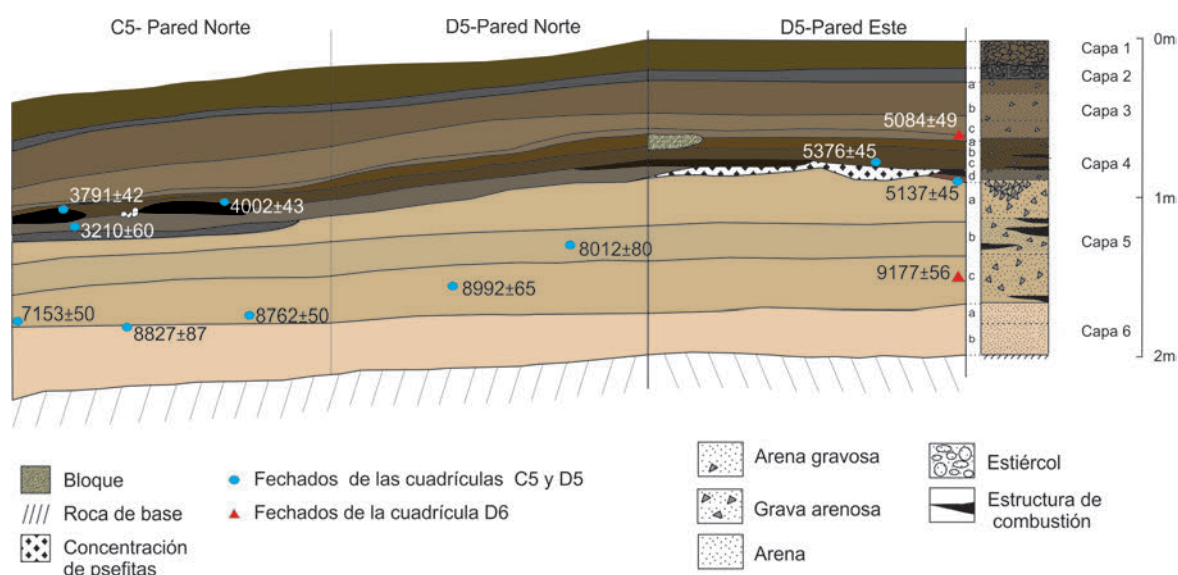 C5- Pared Norte
D5-Pared Norte
D5-Pared Este
0m
Capa 1
Capa 2
a
b
Capa 3
c
5084±49
a
b
5376±45
c
Capa 4
d
5137±45
1m
3791±42
4002±43
3210±60
a
b
Capa 5
8012±80
c
9177±56
8992±65
7153±50
8762±50
8827±87
a
Capa 6
b
2m
Bloque
Roca de base
Concentración
de psefitas
Fechados de las cuadrículas C5 y D5
Fechados de la cuadrícula D6
Arena gravosa
Grava arenosa
Arena
Estiércol
Estructura de
combustión